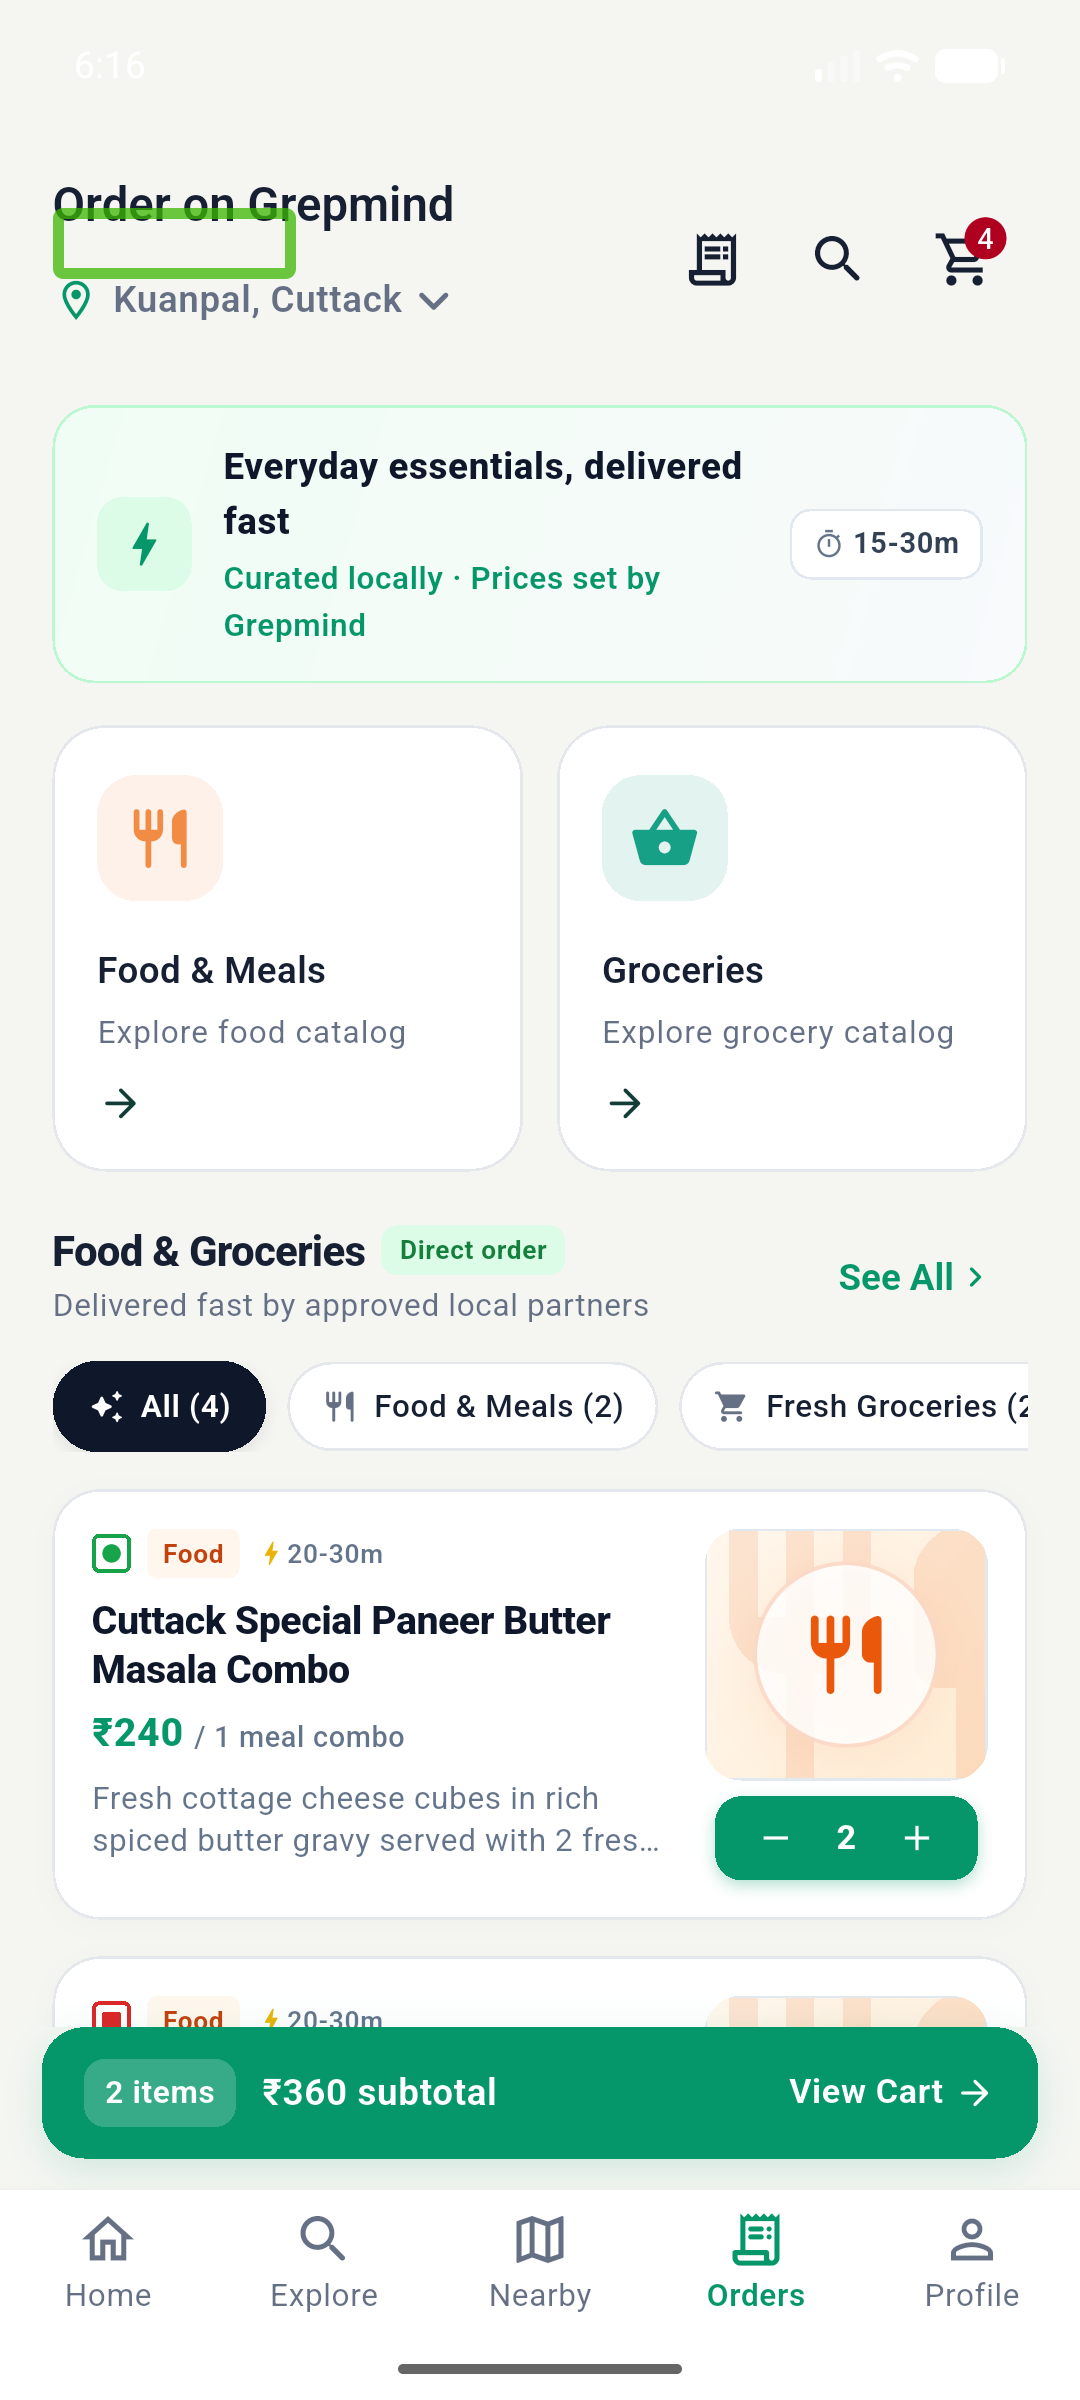 6:16
Order on Grepmind
Kuanpal, Cuttack
4
Everyday essentials, delivered
fast
Curated locally · Prices set by
Grepmind
15-30m
Food & Meals
Explore food catalog
Groceries
Explore grocery catalog
Food & Groceries
Direct order
Delivered fast by approved local partners
See All
All (4)
Food & Meals (2)
Fresh Groceries (2
Food
20-30m
Cuttack Special Paneer Butter
Masala Combo
₹240 / 1 meal combo
Fresh cottage cheese cubes in rich
spiced butter gravy served with 2 fres…
2
Food
20-30m
2 items
₹360 subtotal
View Cart
Home
Explore
Nearby
Orders
Profile